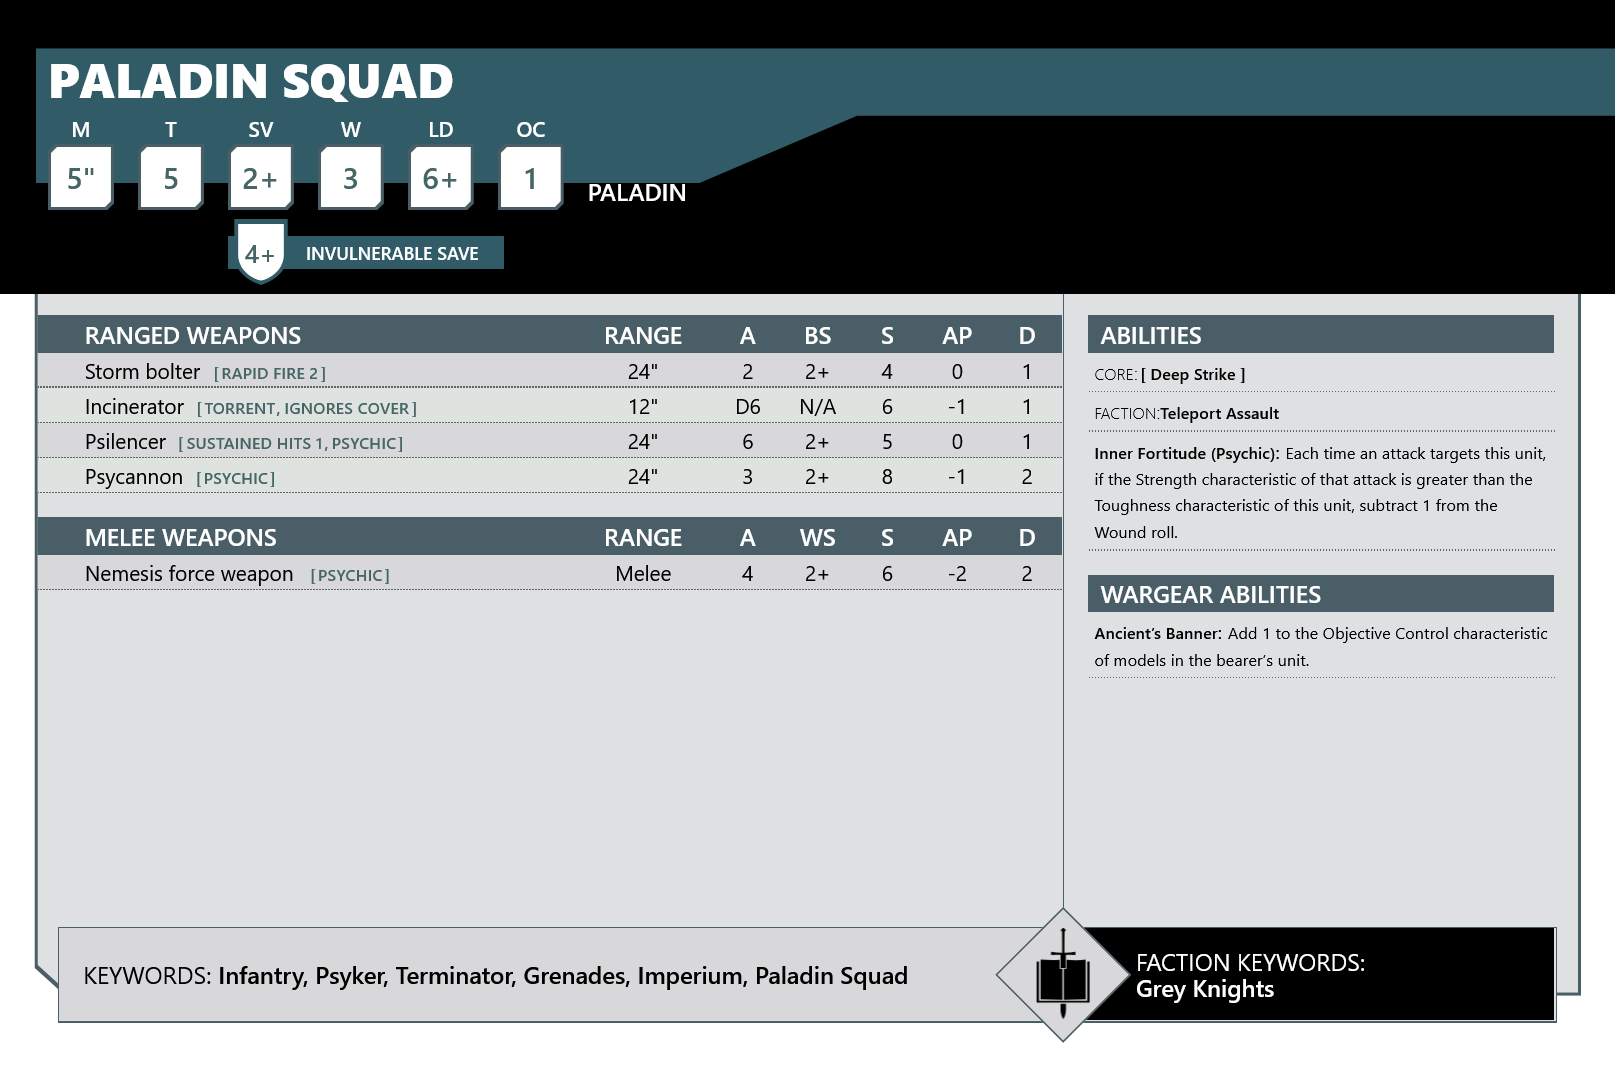 PALADIN SQUAD
M T SV W LD OC
5" 5 2+ 3 6+ 1 PALADIN
4+ INVULNERABLE SAVE
RANGED WEAPONS RANGE A BS S AP D
Storm bolter [RAPID FIRE 2] 24" 2 2+ 4 0 1
Incinerator [TORRENT, IGNORES COVER] 12" D6 N/A 6 -1 1
Psilencer [SUSTAINED HITS 1, PSYCHIC] 24" 6 2+ 5 0 1
Psycannon [PSYCHIC] 24" 3 2+ 8 -1 2
MELEE WEAPONS RANGE A WS S AP D
Nemesis force weapon [PSYCHIC] Melee 4 2+ 6 -2 2
ABILITIES
CORE: [ Deep Strike ]
FACTION:Teleport Assault
Inner Fortitude (Psychic): Each time an attack targets this unit,
if the Strength characteristic of that attack is greater than the
Toughness characteristic of this unit, subtract 1 from the
Wound roll.
WARGEAR ABILITIES
Ancient’s Banner: Add 1 to the Objective Control characteristic
of models in the bearer’s unit.
KEYWORDS: Infantry, Psyker, Terminator, Grenades, Imperium, Paladin Squad
FACTION KEYWORDS:
Grey Knights